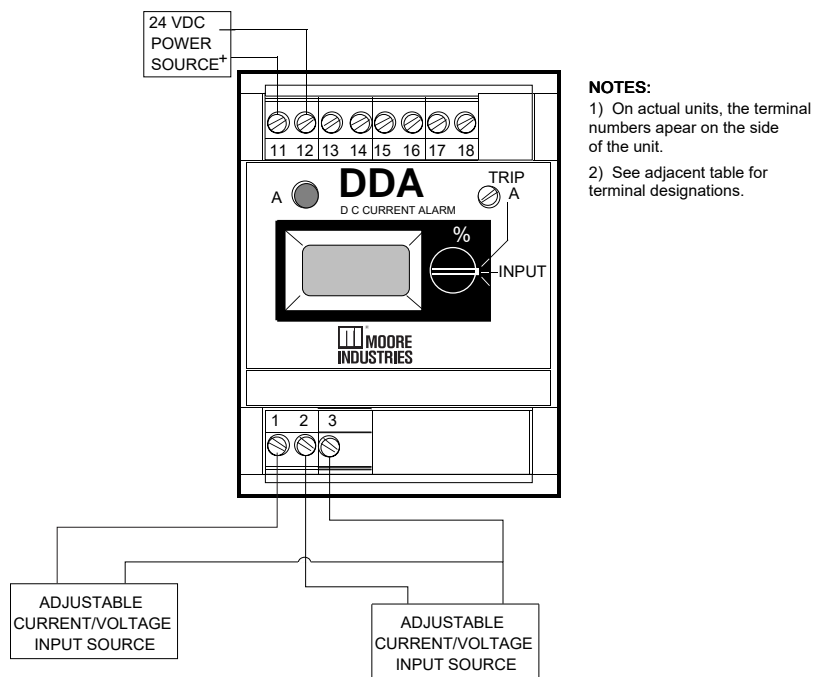 24 VDC
POWER
SOURCE+
NOTES:
1) On actual units, the terminal
numbers apear on the side
of the unit.
2) See adjacent table for
terminal designations.
11 12 13 14 15 16 17 18
A
DDA
D C CURRENT ALARM
TRIP
A
%
INPUT
MOORE
INDUSTRIES
1 2 3
ADJUSTABLE
CURRENT/VOLTAGE
INPUT SOURCE
ADJUSTABLE
CURRENT/VOLTAGE
INPUT SOURCE